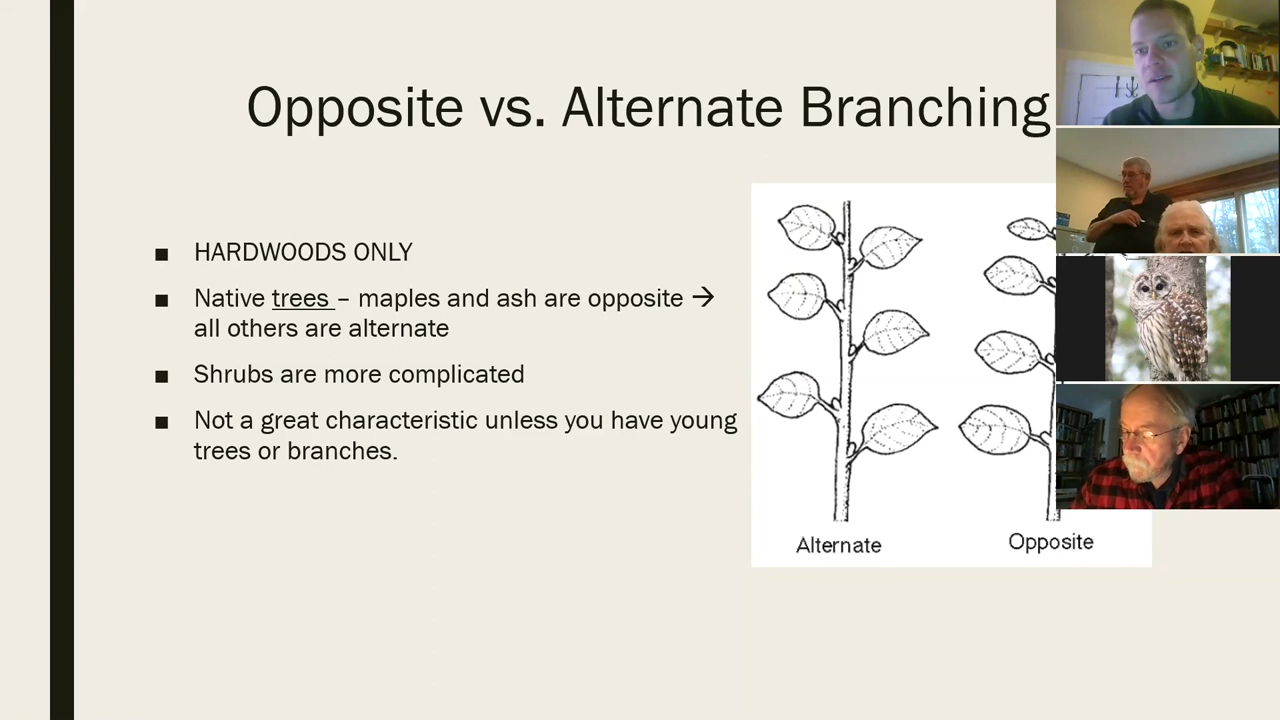 Opposite vs. Alternate Branching
■ HARDWOODS ONLY
■ Native trees – maples and ash are opposite →
all others are alternate
■ Shrubs are more complicated
■ Not a great characteristic unless you have young
trees or branches.
Alternate
Opposite